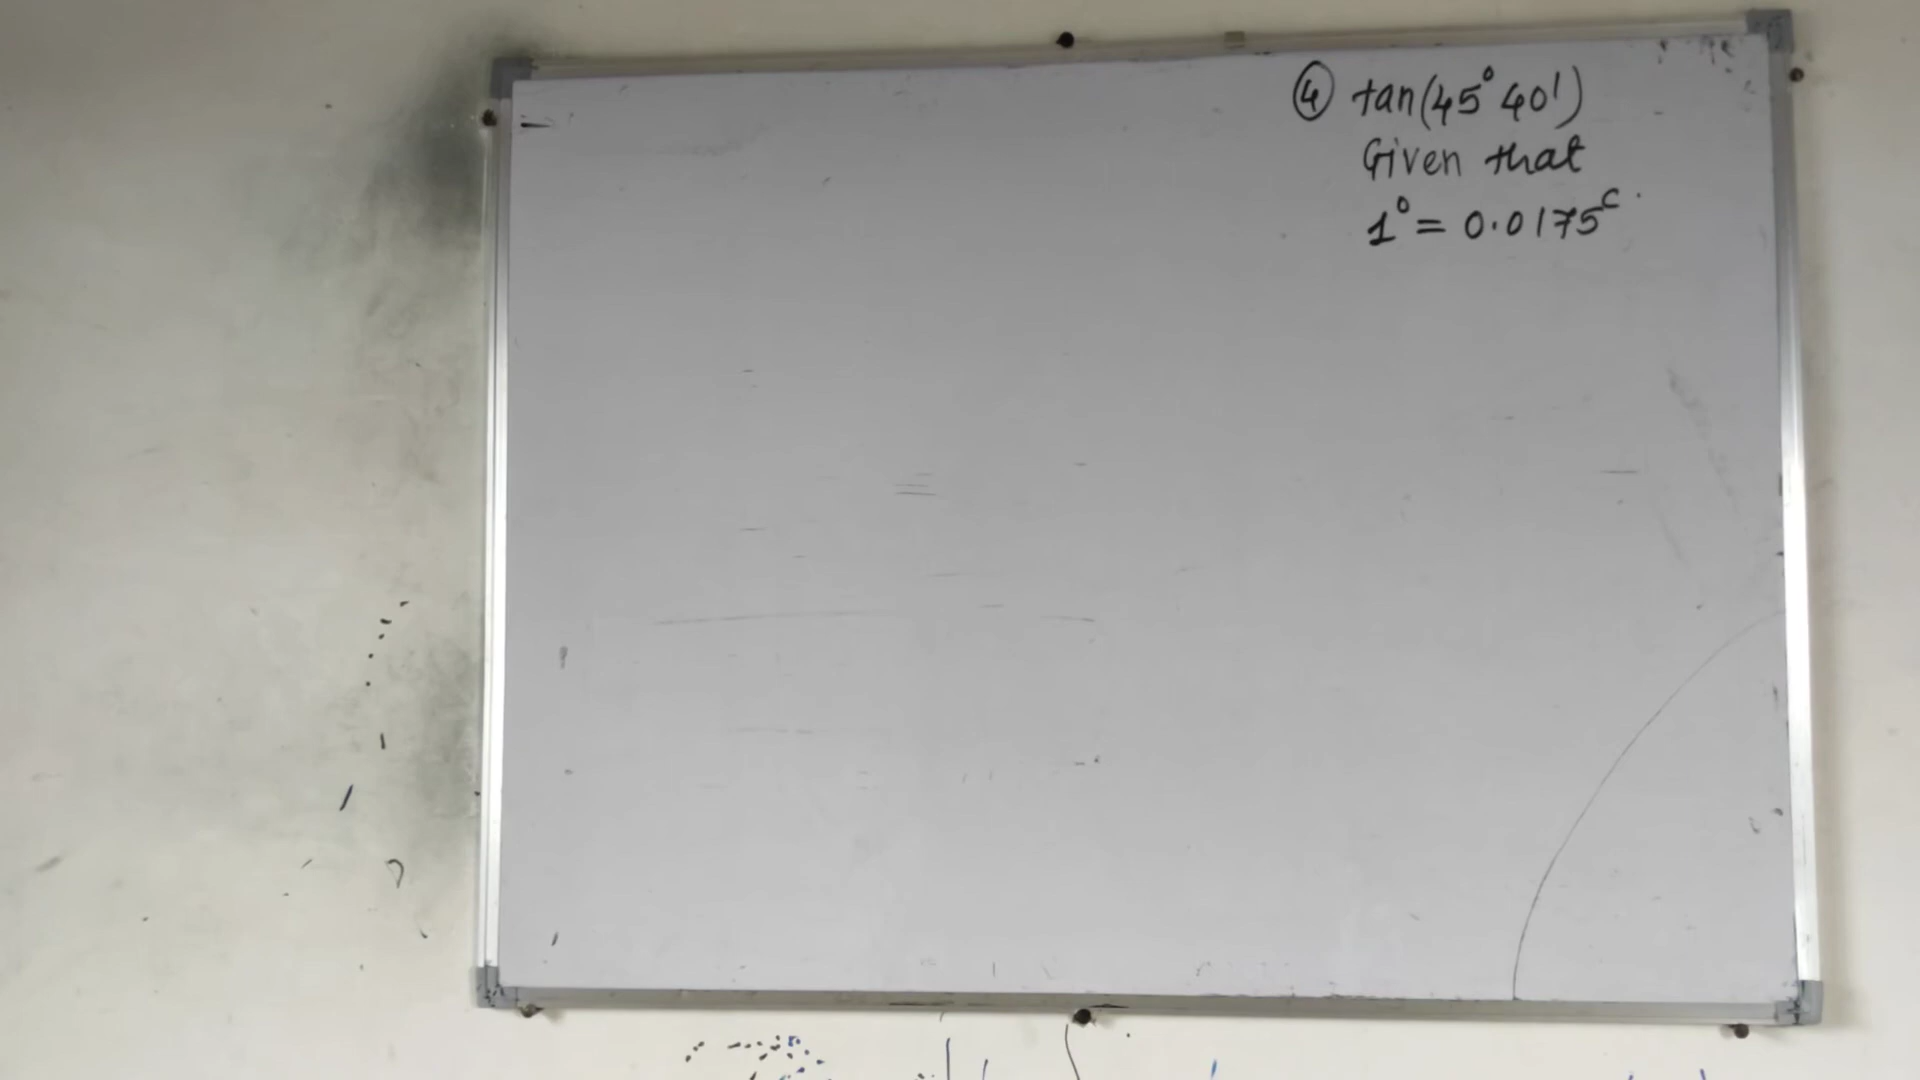 ④ tan(45° 40')
Given that
1° = 0.0175ᶜ.